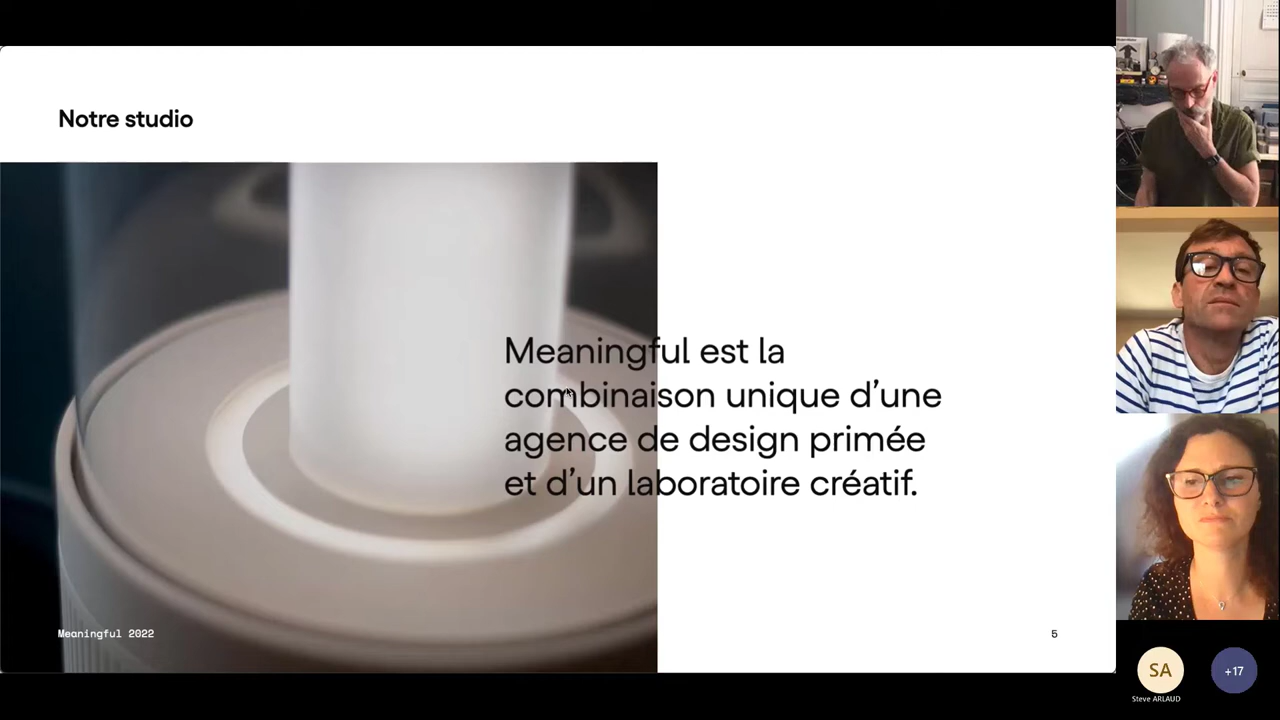 Notre studio
Meaningful est la
combinaison unique d’une
agence de design primée
et d’un laboratoire créatif.
Meaningful 2022
5
SA
+17
Steve ARLAUD